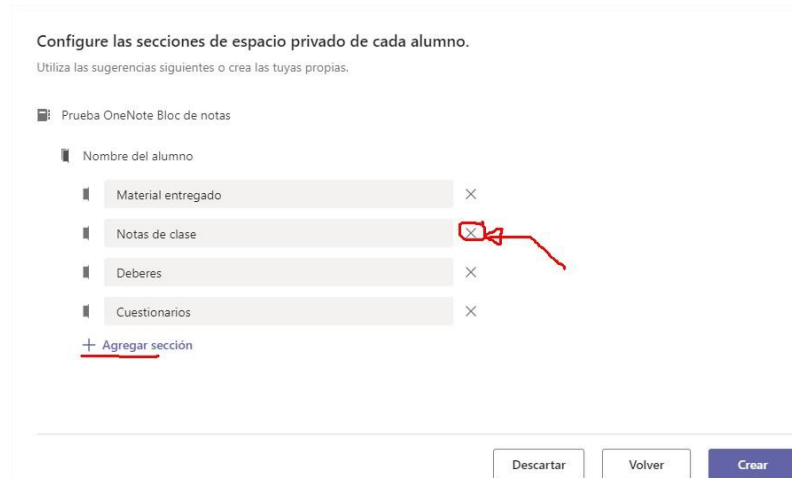 Configure las secciones de espacio privado de cada alumno.
Utiliza las sugerencias siguientes o crea las tuyas propias.
Prueba OneNote Bloc de notas
Nombre del alumno
Material entregado
Notas de clase
Deberes
Cuestionarios
+ Agregar sección
Descartar Volver Crear